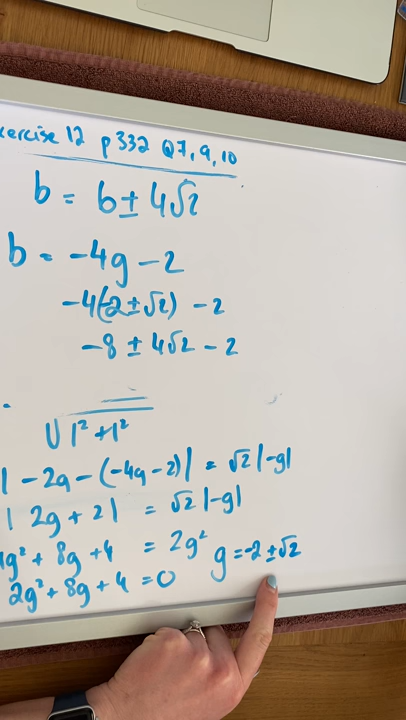 ercise 12 p332 Q7, 9, 10
b = 6 ± 4√2
b = -4g - 2
-4(-2±√2) - 2
-8 ± 4√2 - 2
√1² + 1²
| -2g - (-4g - 2)| = √2 |-g|
| 2g + 2| = √2 |-g|
4g² + 8g + 4 = 2g²
g = -2 ± √2
2g² + 8g + 4 = 0